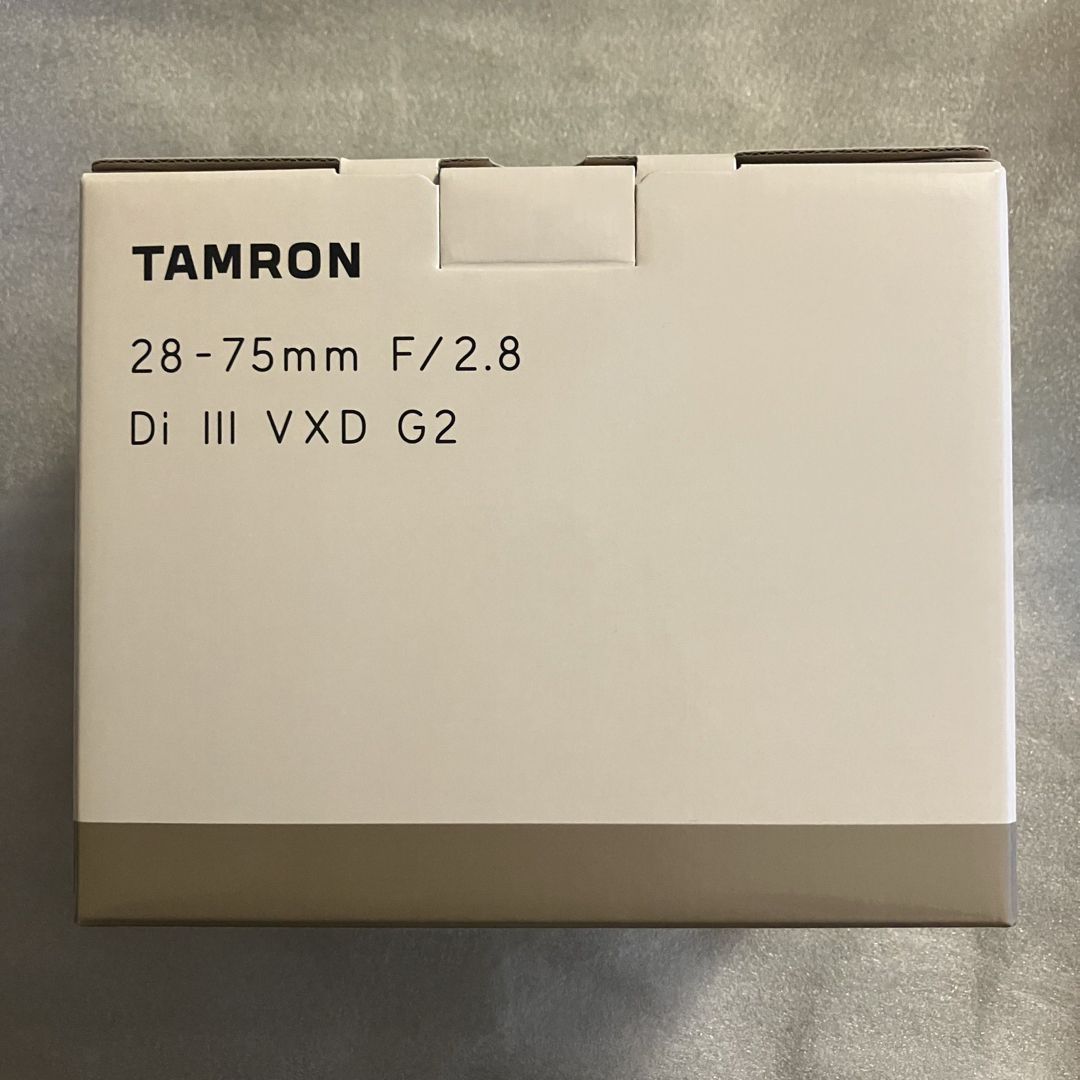 TAMRON
28-75mm F/2.8
Di III VXD G2